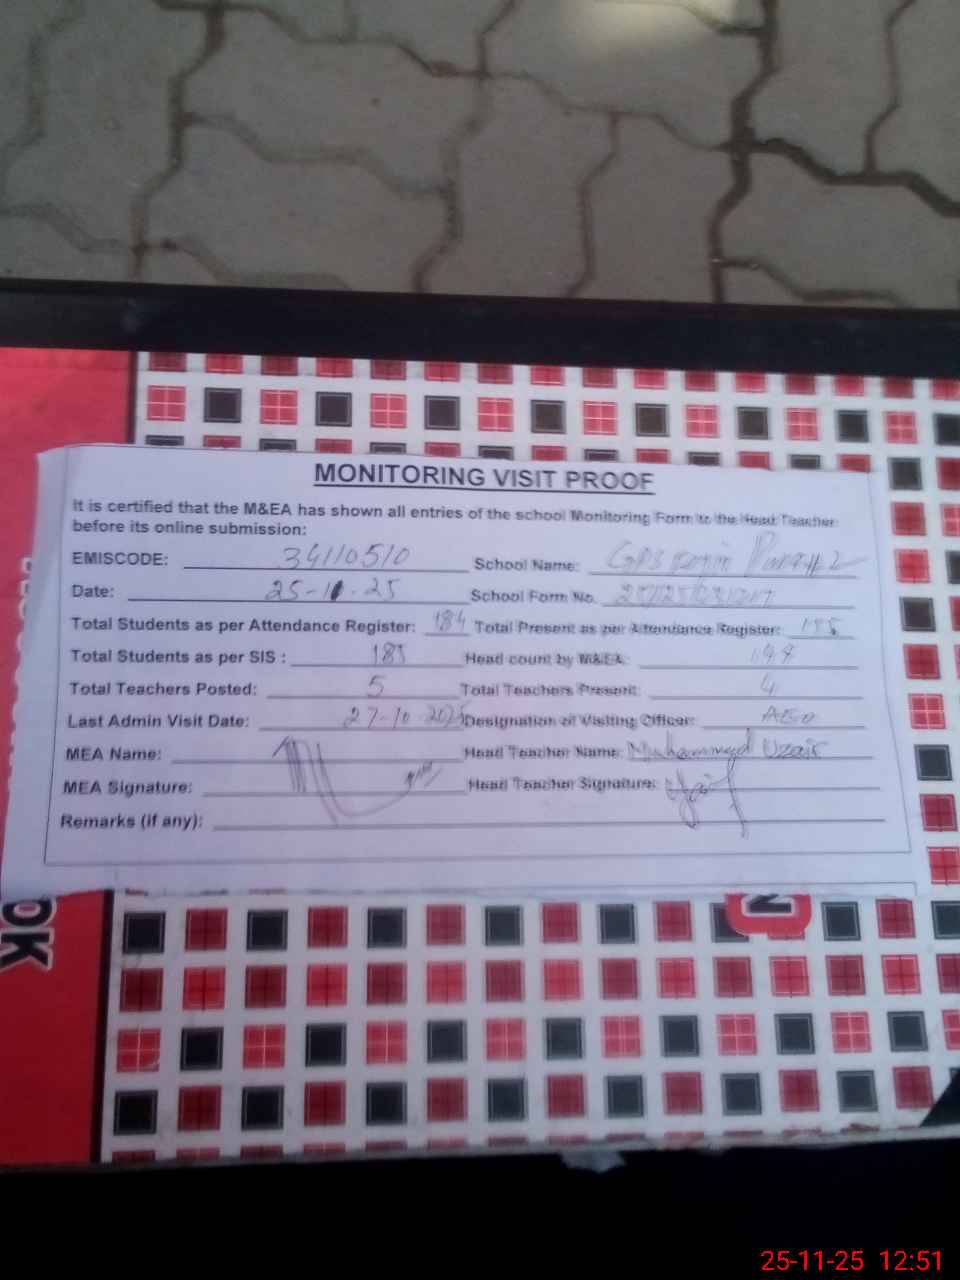 MONITORING VISIT PROOF
It is certified that the M&EA has shown all entries of the school Monitoring Form to the Head Teacher
before its online submission:
EMISCODE: 34110510 School Name: GPS # 2
Date: 25-11-25 School Form No.
Total Students as per Attendance Register: 184 Total Present as per Attendance Register:
Total Students as per SIS : Head count by M&EA:
Total Teachers Posted: 5 Total Teachers Present: 4
Last Admin Visit Date: 27-10-2025 Designation of Visiting Officer: AEO
MEA Name: Head Teacher Name: Muhammad Uzair
MEA Signature: Head Teacher Signature:
Remarks (if any):
OK
N
25-11-25 12:51